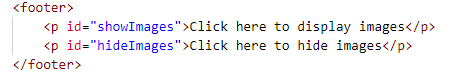 <footer>
    <p id="showImages">Click here to display images</p>
    <p id="hideImages">Click here to hide images</p>
</footer>